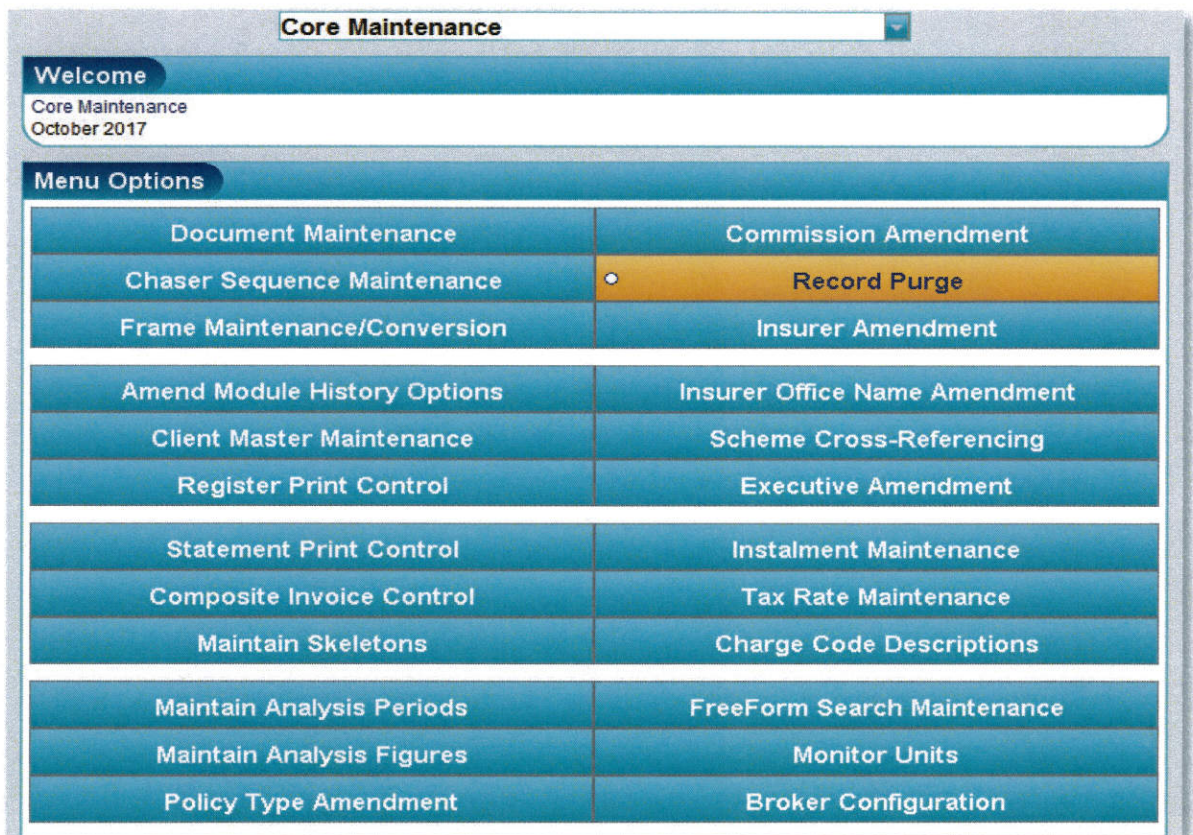 Core Maintenance
Welcome
Core Maintenance
October 2017
Menu Options
Document Maintenance
Commission Amendment
Chaser Sequence Maintenance
Record Purge
Frame Maintenance/Conversion
Insurer Amendment
Amend Module History Options
Insurer Office Name Amendment
Client Master Maintenance
Scheme Cross-Referencing
Register Print Control
Executive Amendment
Statement Print Control
Instalment Maintenance
Composite Invoice Control
Tax Rate Maintenance
Maintain Skeletons
Charge Code Descriptions
Maintain Analysis Periods
FreeForm Search Maintenance
Maintain Analysis Figures
Monitor Units
Policy Type Amendment
Broker Configuration